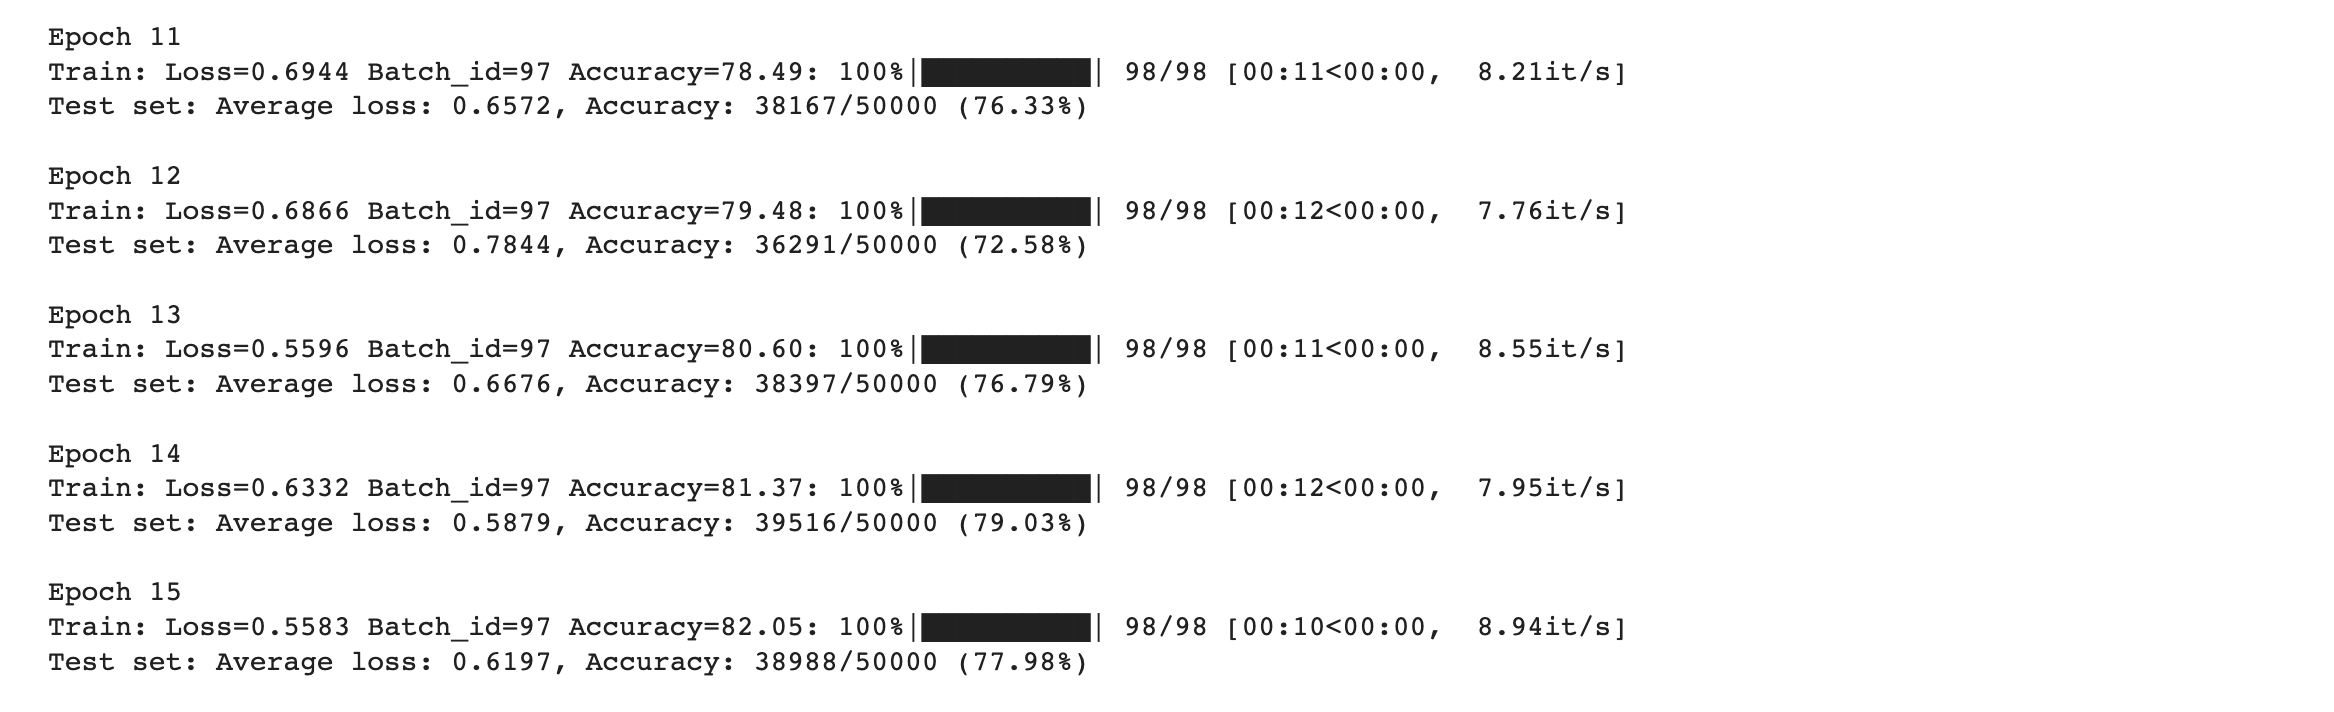 Epoch 11
Train: Loss=0.6944 Batch_id=97 Accuracy=78.49: 100%|██████████| 98/98 [00:11<00:00,  8.21it/s]
Test set: Average loss: 0.6572, Accuracy: 38167/50000 (76.33%)
Epoch 12
Train: Loss=0.6866 Batch_id=97 Accuracy=79.48: 100%|██████████| 98/98 [00:12<00:00,  7.76it/s]
Test set: Average loss: 0.7844, Accuracy: 36291/50000 (72.58%)
Epoch 13
Train: Loss=0.5596 Batch_id=97 Accuracy=80.60: 100%|██████████| 98/98 [00:11<00:00,  8.55it/s]
Test set: Average loss: 0.6676, Accuracy: 38397/50000 (76.79%)
Epoch 14
Train: Loss=0.6332 Batch_id=97 Accuracy=81.37: 100%|██████████| 98/98 [00:12<00:00,  7.95it/s]
Test set: Average loss: 0.5879, Accuracy: 39516/50000 (79.03%)
Epoch 15
Train: Loss=0.5583 Batch_id=97 Accuracy=82.05: 100%|██████████| 98/98 [00:10<00:00,  8.94it/s]
Test set: Average loss: 0.6197, Accuracy: 38988/50000 (77.98%)